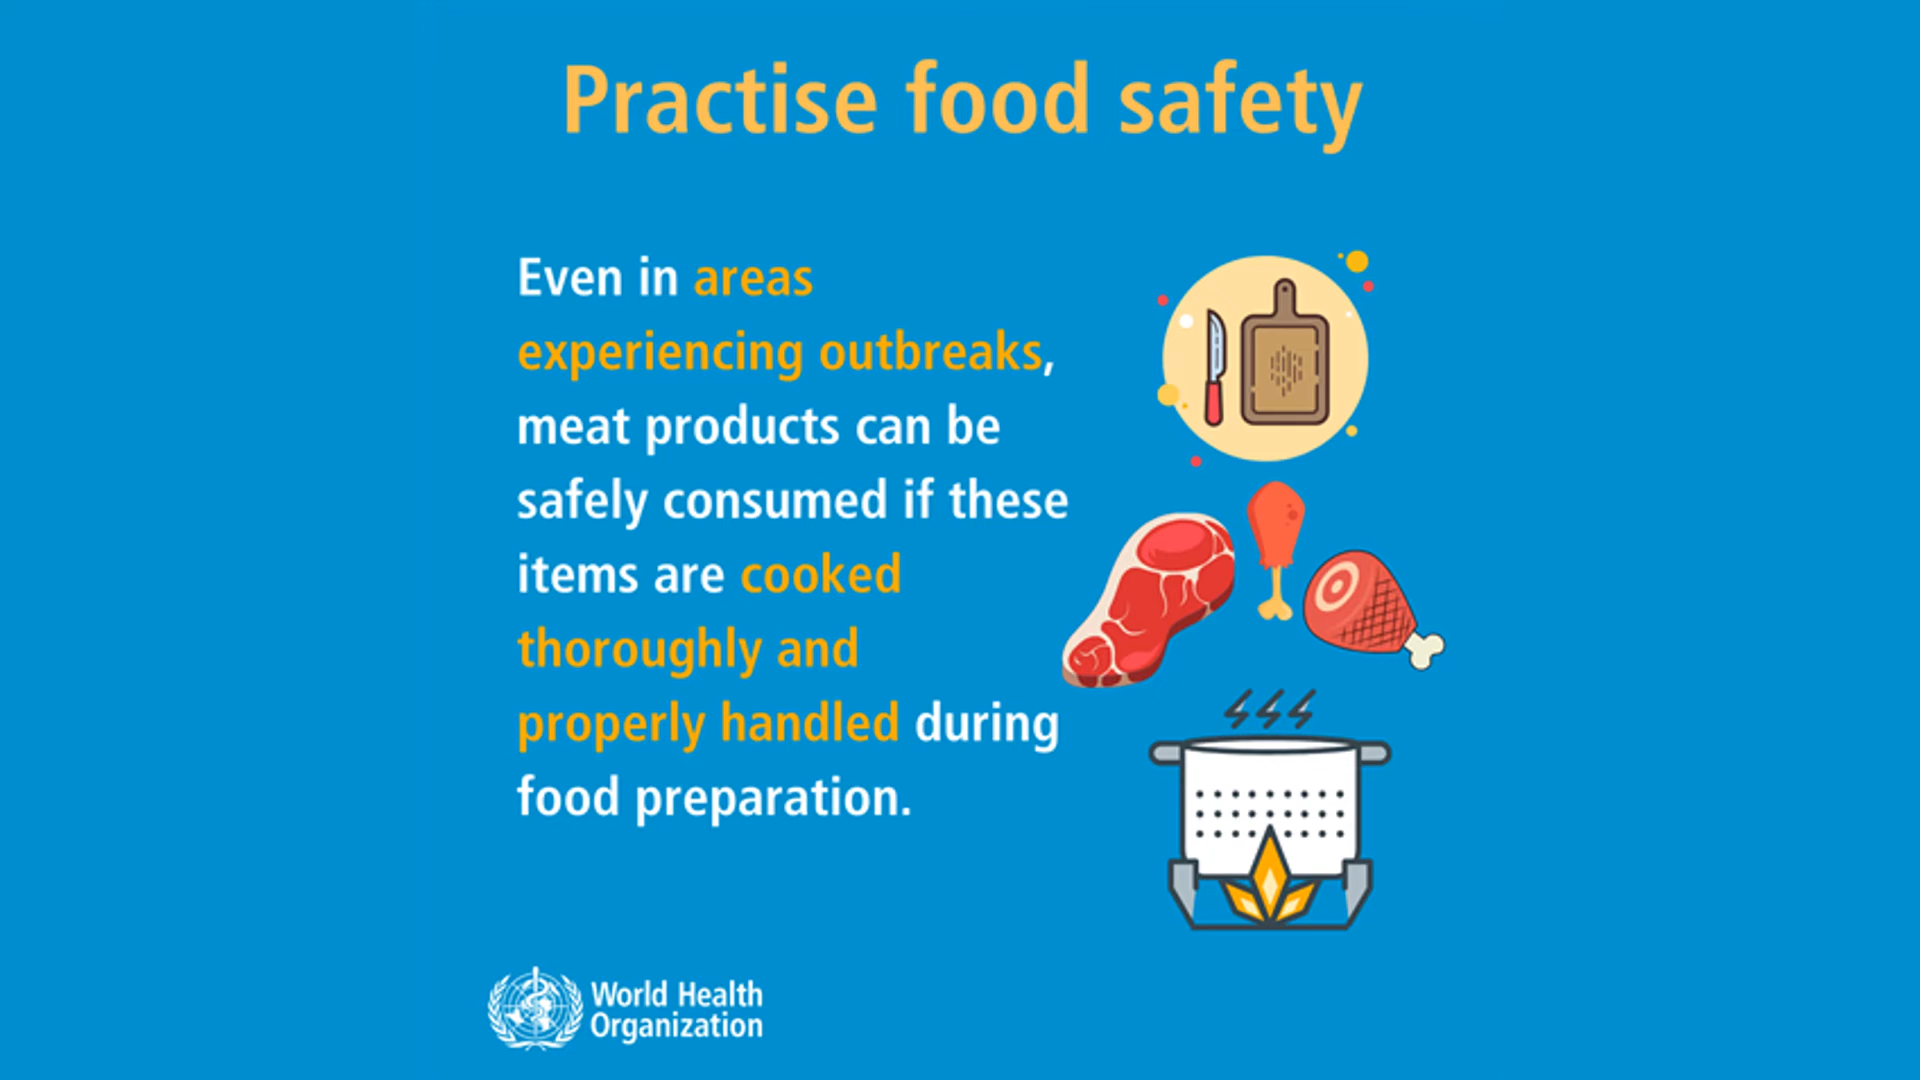 Practise food safety
Even in areas
experiencing outbreaks,
meat products can be
safely consumed if these
items are cooked
thoroughly and
properly handled during
food preparation.
World Health
Organization